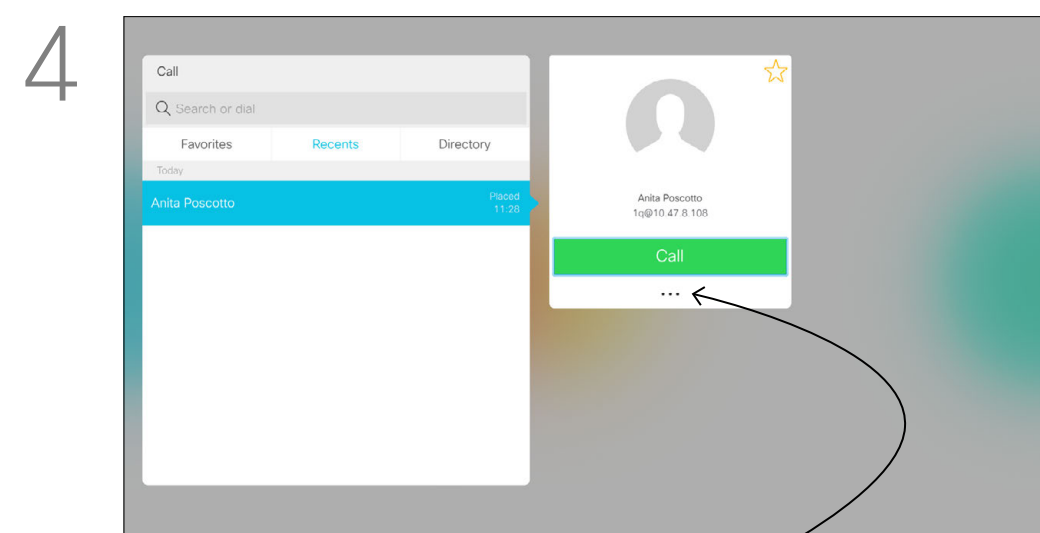 4
Call
Search or dial
Favorites Recents Directory
Today
Anita Poscotto Placed
11:28
Anita Poscotto
1q@10.47.8.108
Call
...